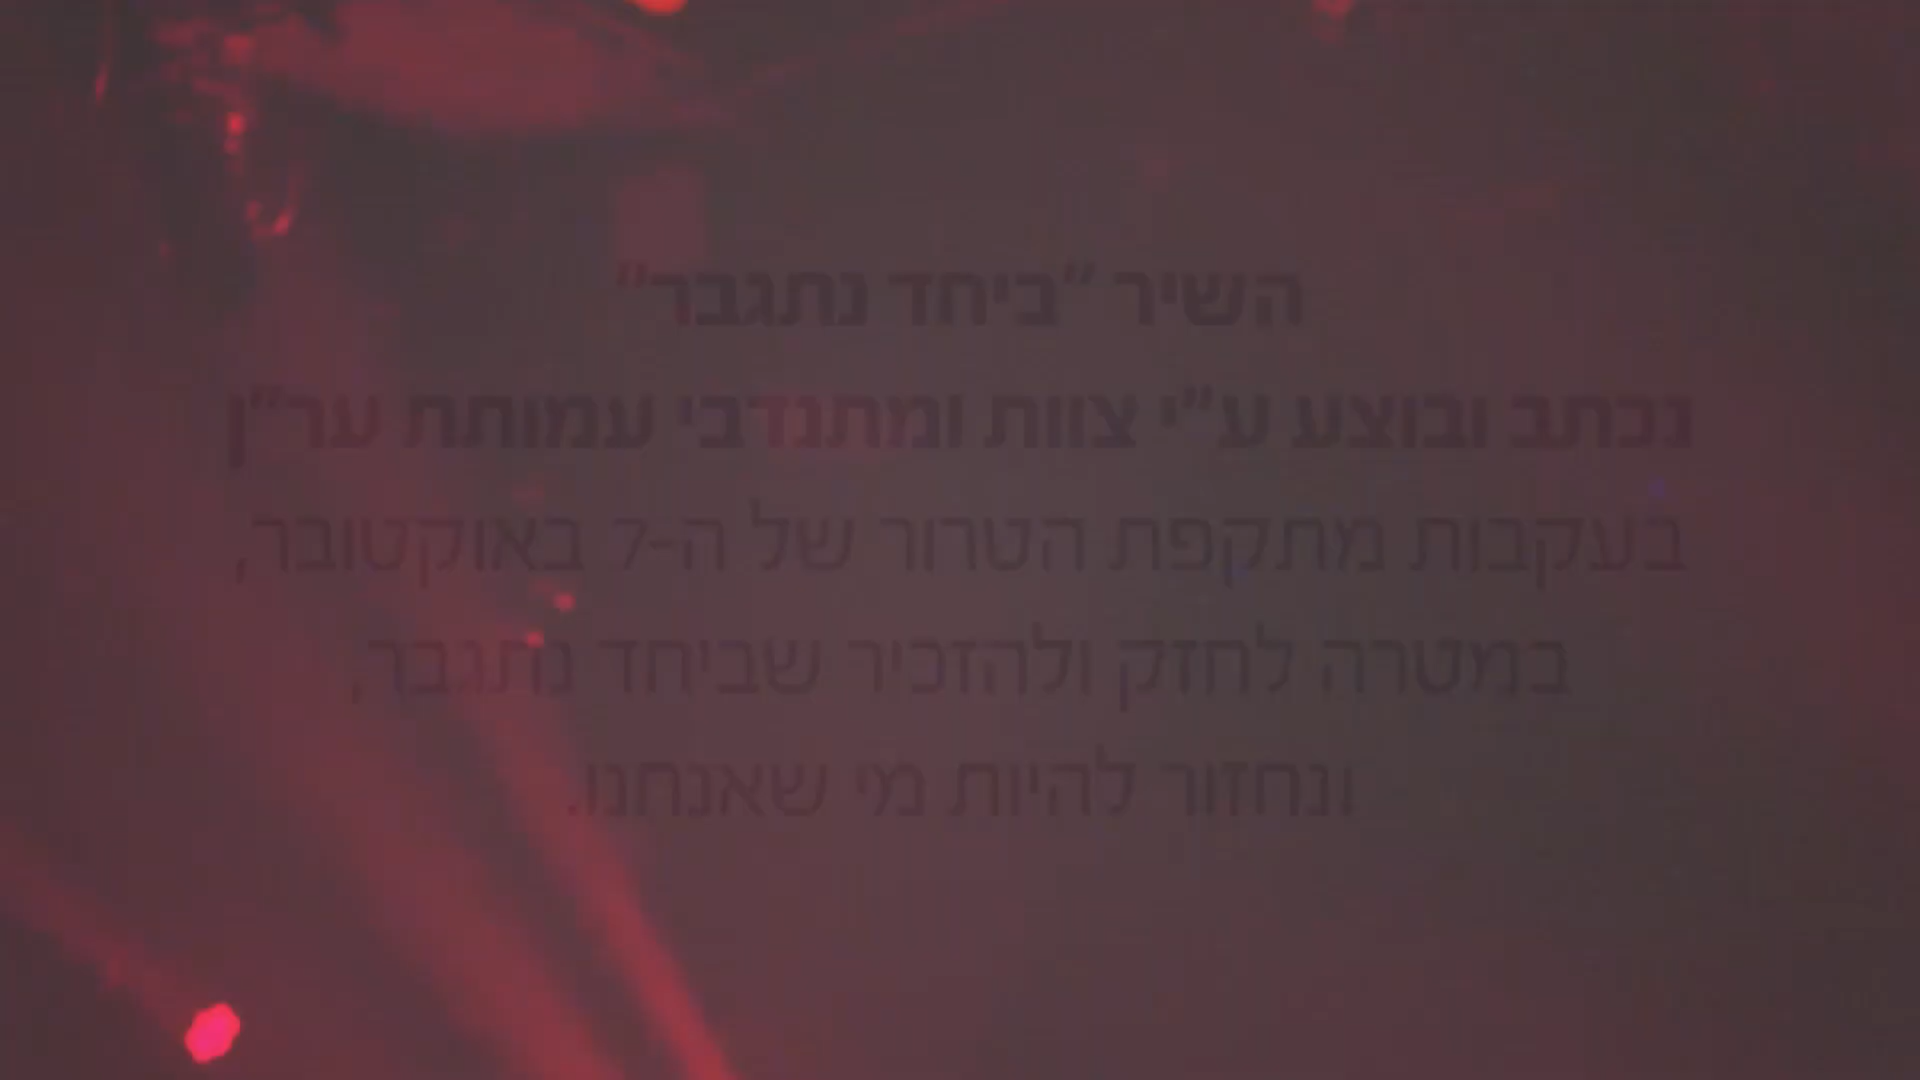 השיר "ביחד נתגבר"
נכתב ובוצע ע"י צוות ומתנדבי עמותת ער"ן
בעקבות מתקפת הטרור של ה-7 באוקטובר,
במטרה לחזק ולהזכיר שביחד נתגבר,
ונחזור להיות מי שאנחנו.